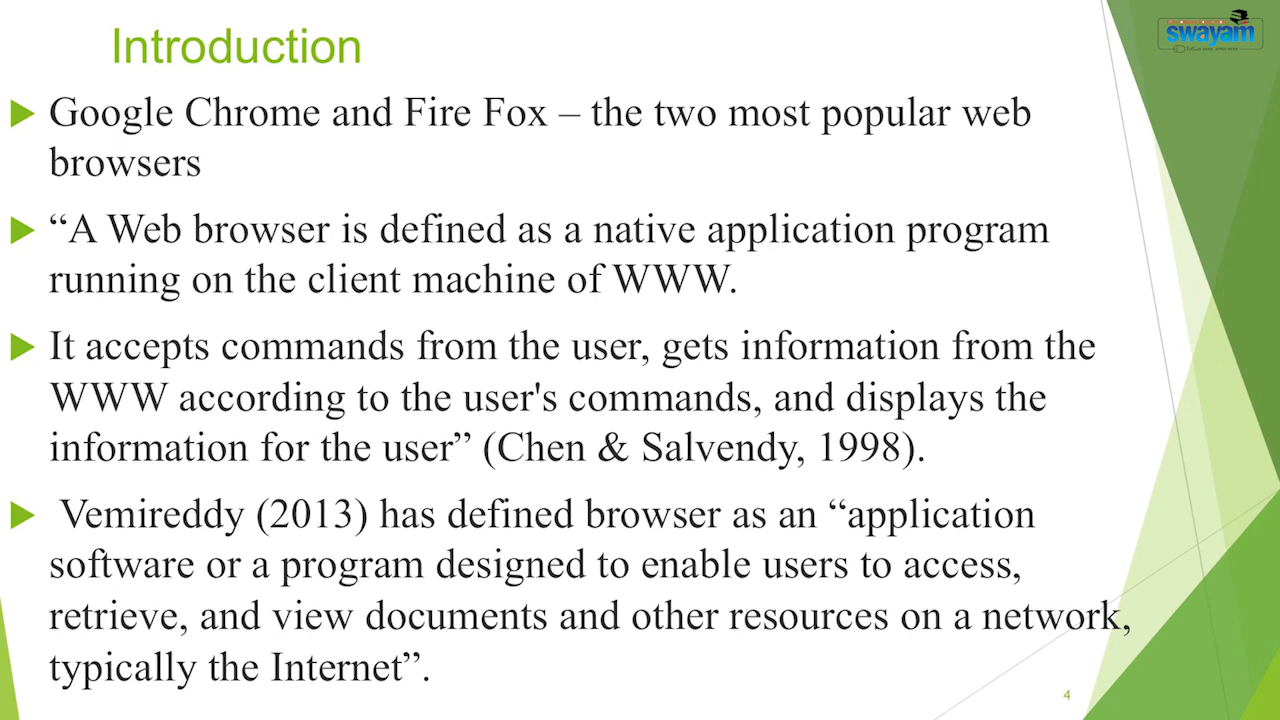 Introduction
swayam
Google Chrome and Fire Fox – the two most popular web
browsers
“A Web browser is defined as a native application program
running on the client machine of WWW.
It accepts commands from the user, gets information from the
WWW according to the user's commands, and displays the
information for the user” (Chen & Salvendy, 1998).
Vemireddy (2013) has defined browser as an “application
software or a program designed to enable users to access,
retrieve, and view documents and other resources on a network,
typically the Internet”.
4